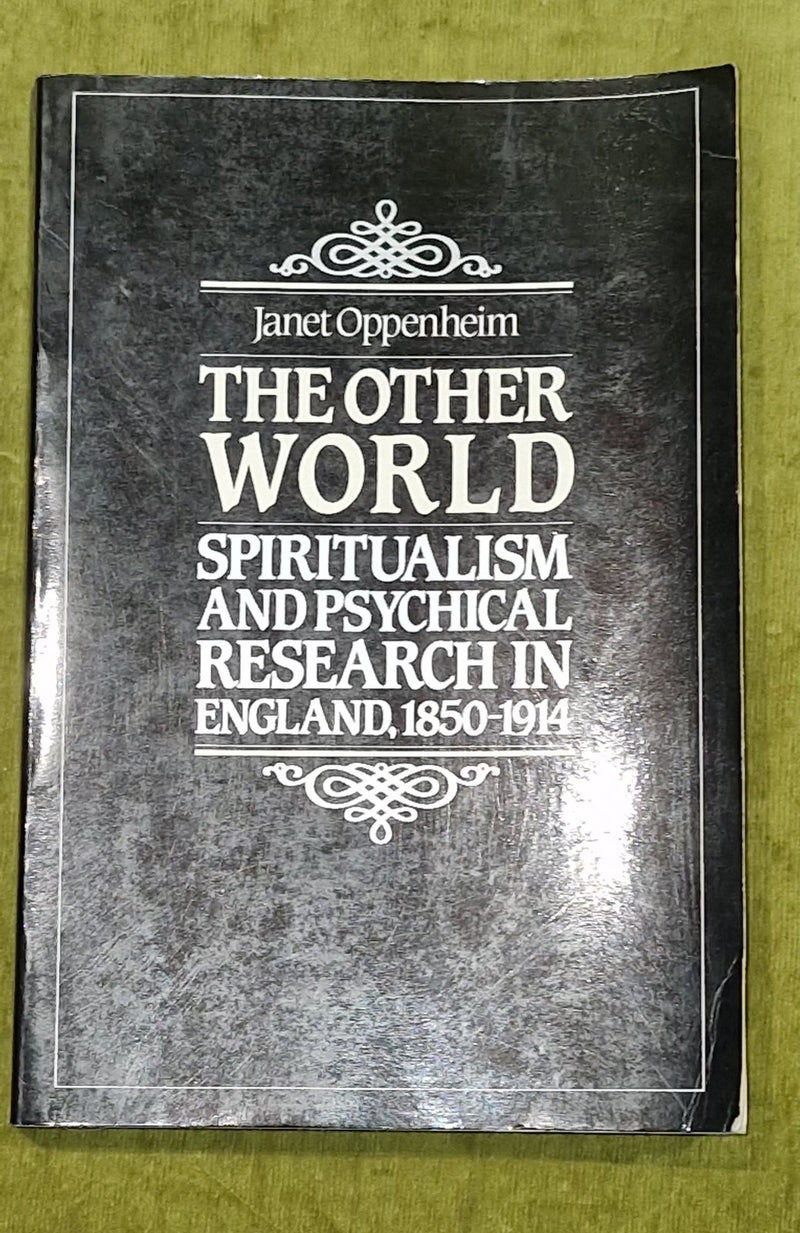 Janet Oppenheim
THE OTHER
WORLD
SPIRITUALISM
AND PSYCHICAL
RESEARCH IN
ENGLAND, 1850-1914